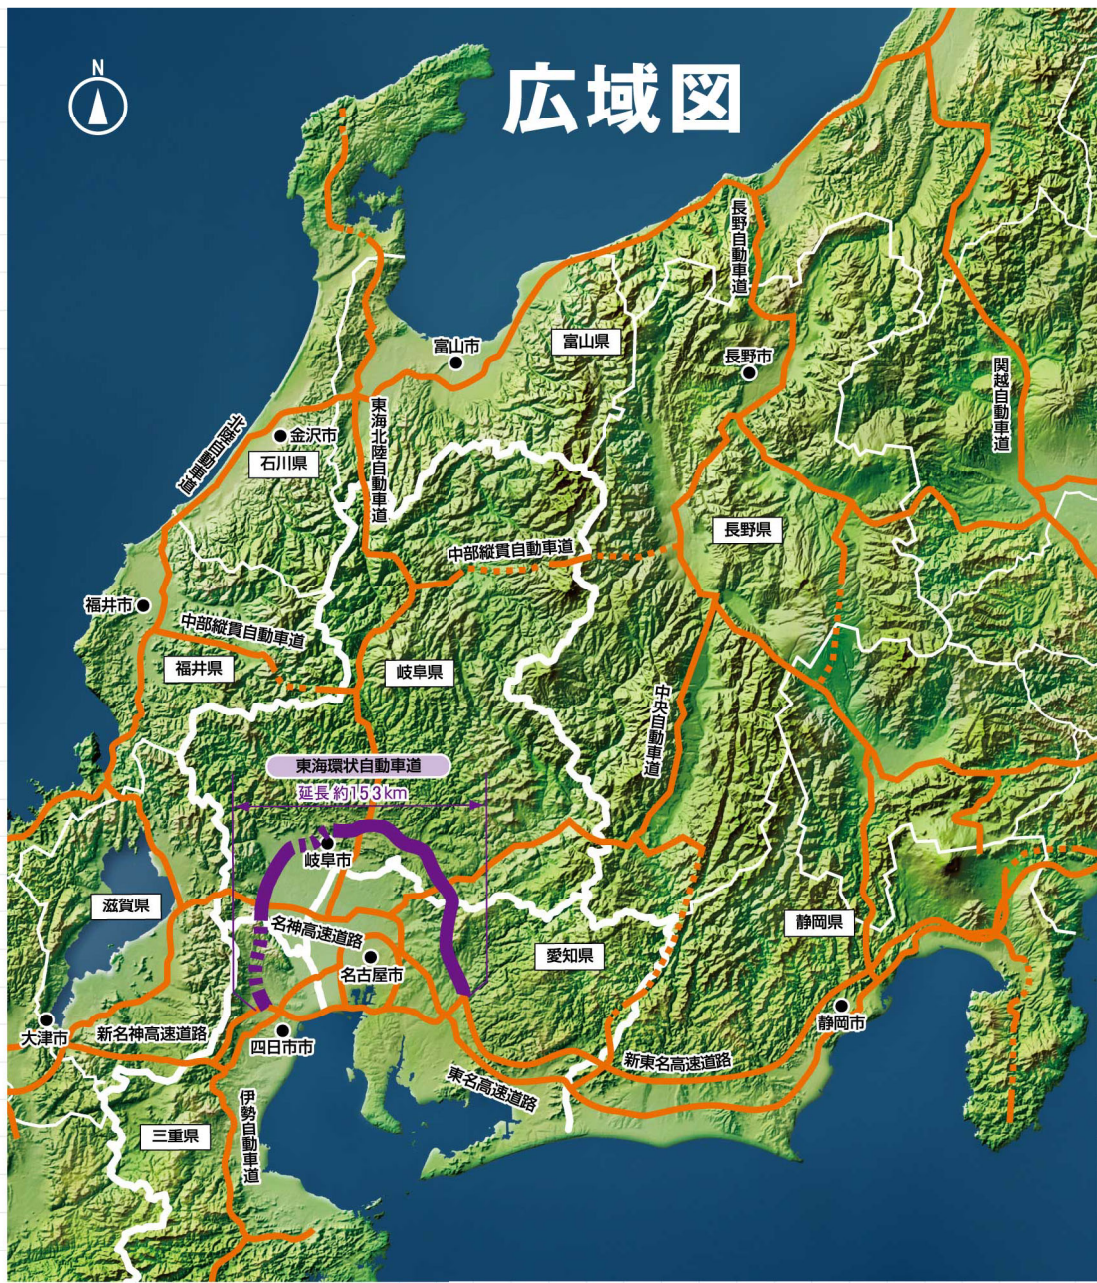 N
広域図
長野自動車道
富山県
富山市
長野市
関越自動車道
東海北陸自動車道
北陸自動車道
金沢市
石川県
長野県
中部縦貫自動車道
福井市
中部縦貫自動車道
福井県
岐阜県
中央自動車道
東海環状自動車道
延長約153km
岐阜市
滋賀県
名神高速道路
静岡県
愛知県
名古屋市
静岡市
大津市
新名神高速道路
四日市市
新東名高速道路
東名高速道路
伊勢自動車道
三重県